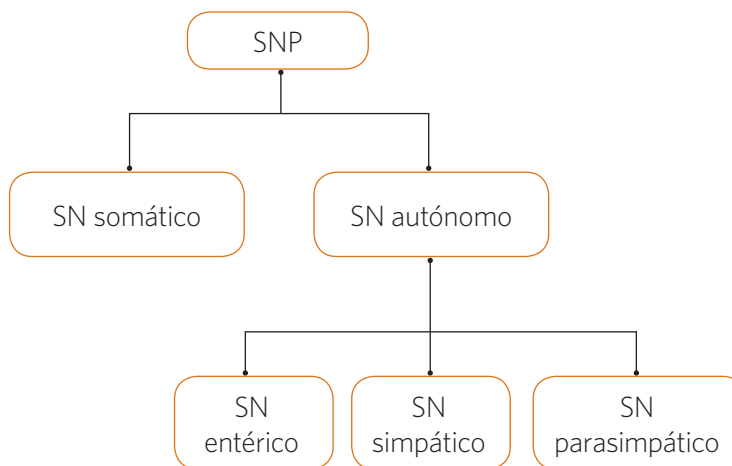 SNP
SN somático
SN autónomo
SN
entérico
SN
simpático
SN
parasimpático